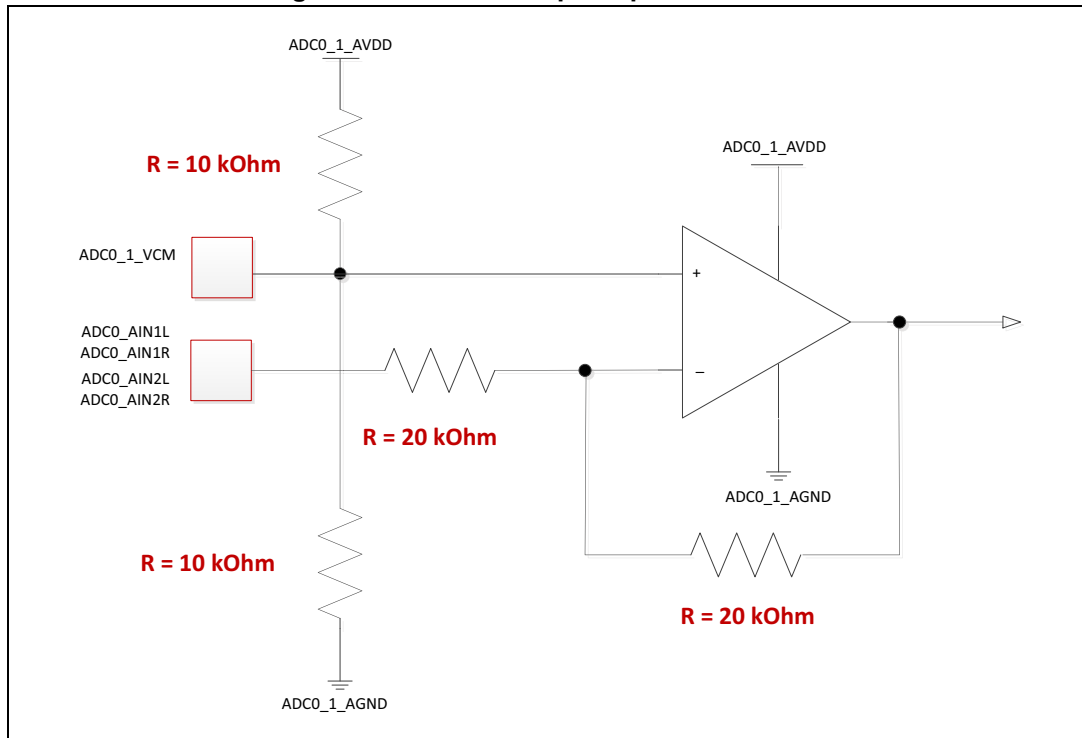 ADC0_1_AVDD
R = 10 kOhm
ADC0_1_AVDD
ADC0_1_VCM
+
ADC0_AIN1L
ADC0_AIN1R
ADC0_AIN2L
ADC0_AIN2R
–
R = 20 kOhm
ADC0_1_AGND
R = 10 kOhm
R = 20 kOhm
ADC0_1_AGND